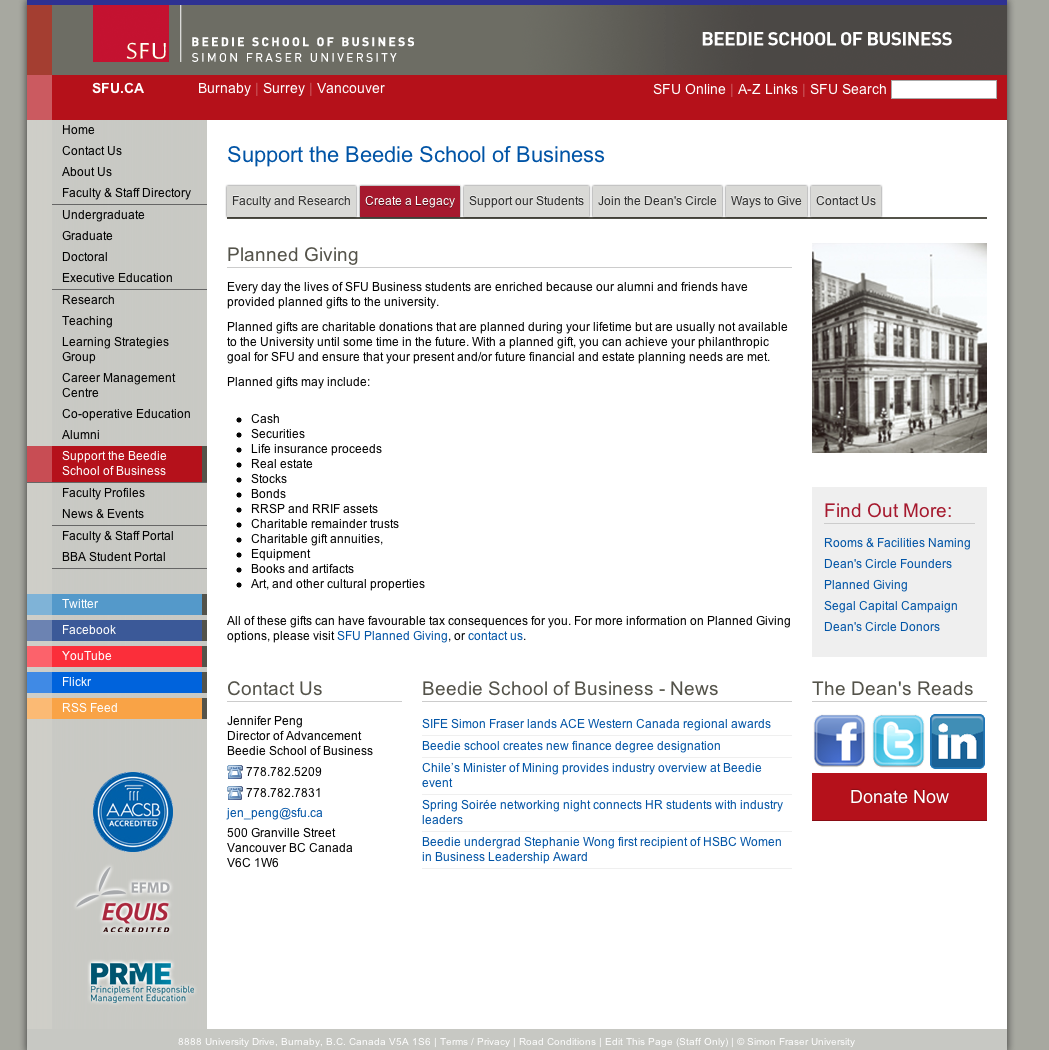 SFU
BEEDIE SCHOOL OF BUSINESS
SIMON FRASER UNIVERSITY
BEEDIE SCHOOL OF BUSINESS
SFU.CA
Burnaby | Surrey | Vancouver
SFU Online | A-Z Links | SFU Search
Home
Contact Us
About Us
Faculty & Staff Directory
Undergraduate
Graduate
Doctoral
Executive Education
Research
Teaching
Learning Strategies
Group
Career Management
Centre
Co-operative Education
Alumni
Support the Beedie
School of Business
Faculty Profiles
News & Events
Faculty & Staff Portal
BBA Student Portal
Twitter
Facebook
YouTube
Flickr
RSS Feed
AACSB
ACCREDITED
EFMD
EQUIS
ACCREDITED
PRME
Principles for Responsible
Management Education
Support the Beedie School of Business
Faculty and Research
Create a Legacy
Support our Students
Join the Dean's Circle
Ways to Give
Contact Us
Planned Giving
Every day the lives of SFU Business students are enriched because our alumni and friends have
provided planned gifts to the university.
Planned gifts are charitable donations that are planned during your lifetime but are usually not available
to the University until some time in the future. With a planned gift, you can achieve your philanthropic
goal for SFU and ensure that your present and/or future financial and estate planning needs are met.
Planned gifts may include:
• Cash
• Securities
• Life insurance proceeds
• Real estate
• Stocks
• Bonds
• RRSP and RRIF assets
• Charitable remainder trusts
• Charitable gift annuities,
• Equipment
• Books and artifacts
• Art, and other cultural properties
All of these gifts can have favourable tax consequences for you. For more information on Planned Giving
options, please visit SFU Planned Giving, or contact us.
Find Out More:
Rooms & Facilities Naming
Dean's Circle Founders
Planned Giving
Segal Capital Campaign
Dean's Circle Donors
Contact Us
Jennifer Peng
Director of Advancement
Beedie School of Business
778.782.5209
778.782.7831
jen_peng@sfu.ca
500 Granville Street
Vancouver BC Canada
V6C 1W6
Beedie School of Business - News
SIFE Simon Fraser lands ACE Western Canada regional awards
Beedie school creates new finance degree designation
Chile's Minister of Mining provides industry overview at Beedie
event
Spring Soirée networking night connects HR students with industry
leaders
Beedie undergrad Stephanie Wong first recipient of HSBC Women
in Business Leadership Award
The Dean's Reads
f
t
in
Donate Now
8888 University Drive, Burnaby, B.C. Canada V5A 1S6 | Terms / Privacy | Road Conditions | Edit This Page (Staff Only) | © Simon Fraser University